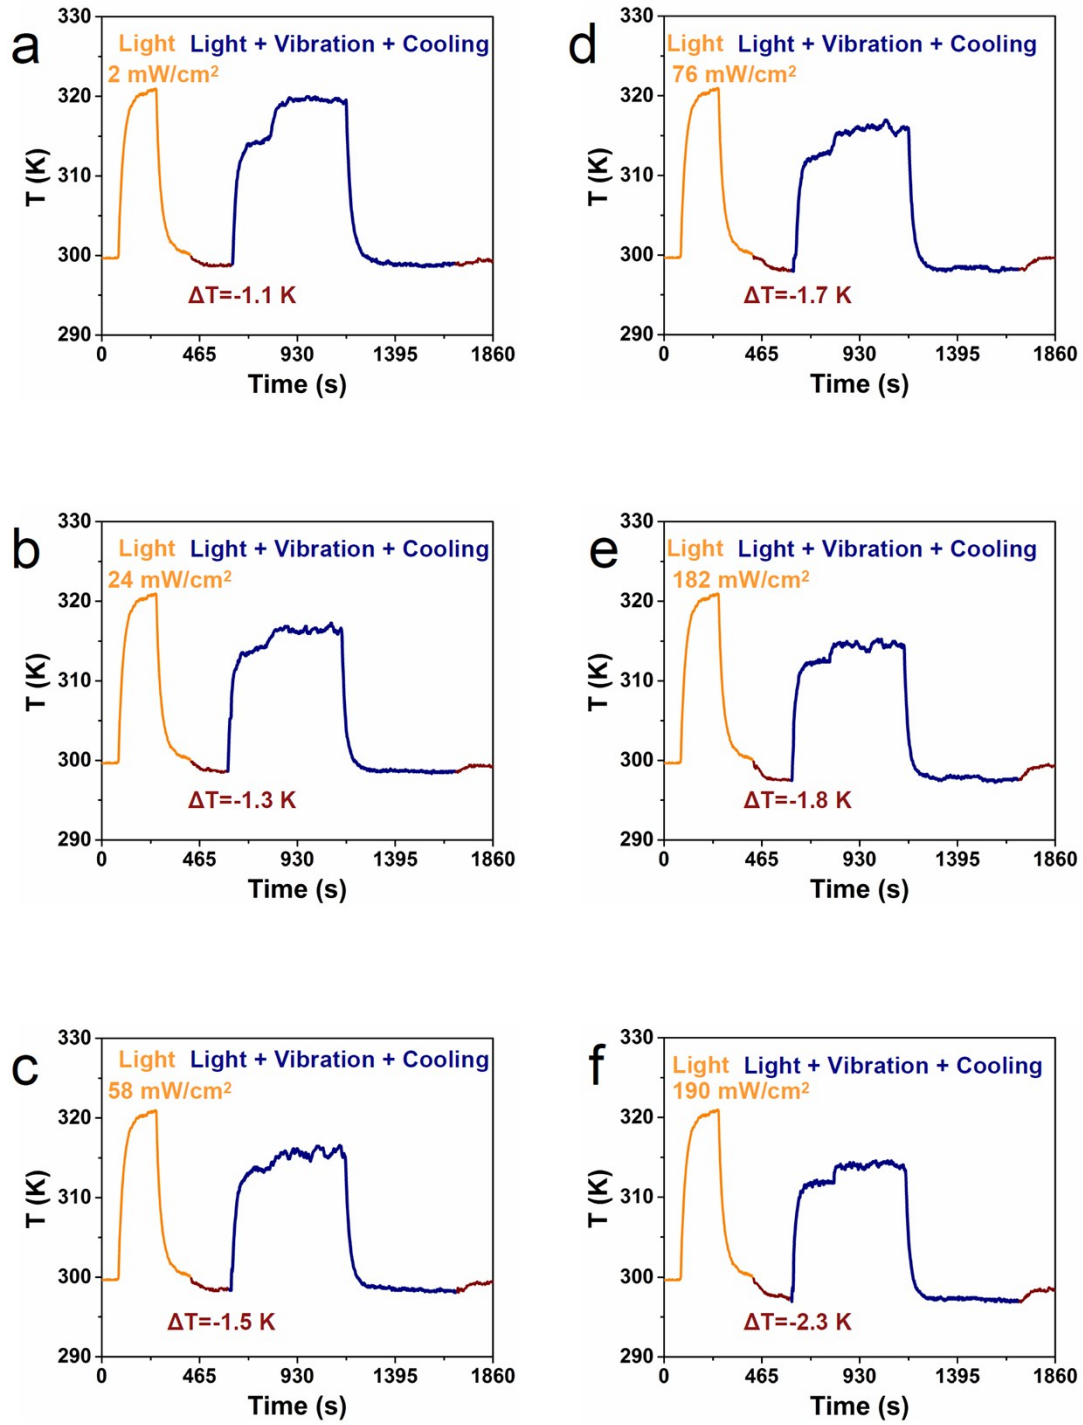 a
Light Light + Vibration + Cooling
2 mW/cm²
T (K)
330
320
310
300
290
ΔT=-1.1 K
0 465 930 1395 1860
Time (s)
d
Light Light + Vibration + Cooling
76 mW/cm²
T (K)
330
320
310
300
290
ΔT=-1.7 K
0 465 930 1395 1860
Time (s)
b
Light Light + Vibration + Cooling
24 mW/cm²
T (K)
330
320
310
300
290
ΔT=-1.3 K
0 465 930 1395 1860
Time (s)
e
Light Light + Vibration + Cooling
182 mW/cm²
T (K)
330
320
310
300
290
ΔT=-1.8 K
0 465 930 1395 1860
Time (s)
c
Light Light + Vibration + Cooling
58 mW/cm²
T (K)
330
320
310
300
290
ΔT=-1.5 K
0 465 930 1395 1860
Time (s)
f
Light Light + Vibration + Cooling
190 mW/cm²
T (K)
330
320
310
300
290
ΔT=-2.3 K
0 465 930 1395 1860
Time (s)